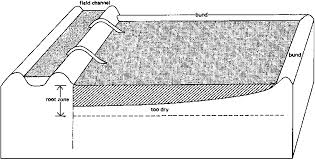 field channel
bund
bund
root zone
too dry